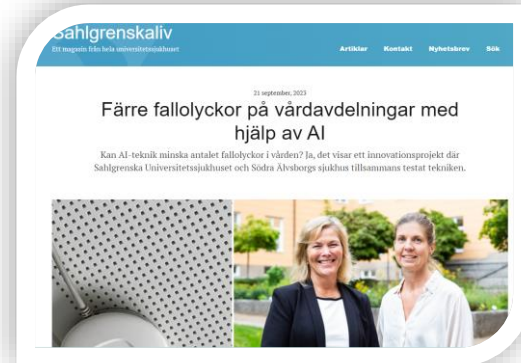 Sahlgrenskaliv
Ett magasin från hela universitetssjukhuset
Artiklar Kontakt Nyhetsbrev Sök
21 september, 2023
Färre fallolyckor på vårdavdelningar med
hjälp av AI
Kan AI-teknik minska antalet fallolyckor i vården? Ja, det visar ett innovationsprojekt där
Sahlgrenska Universitetssjukhuset och Södra Älvsborgs sjukhus tillsammans testat tekniken.